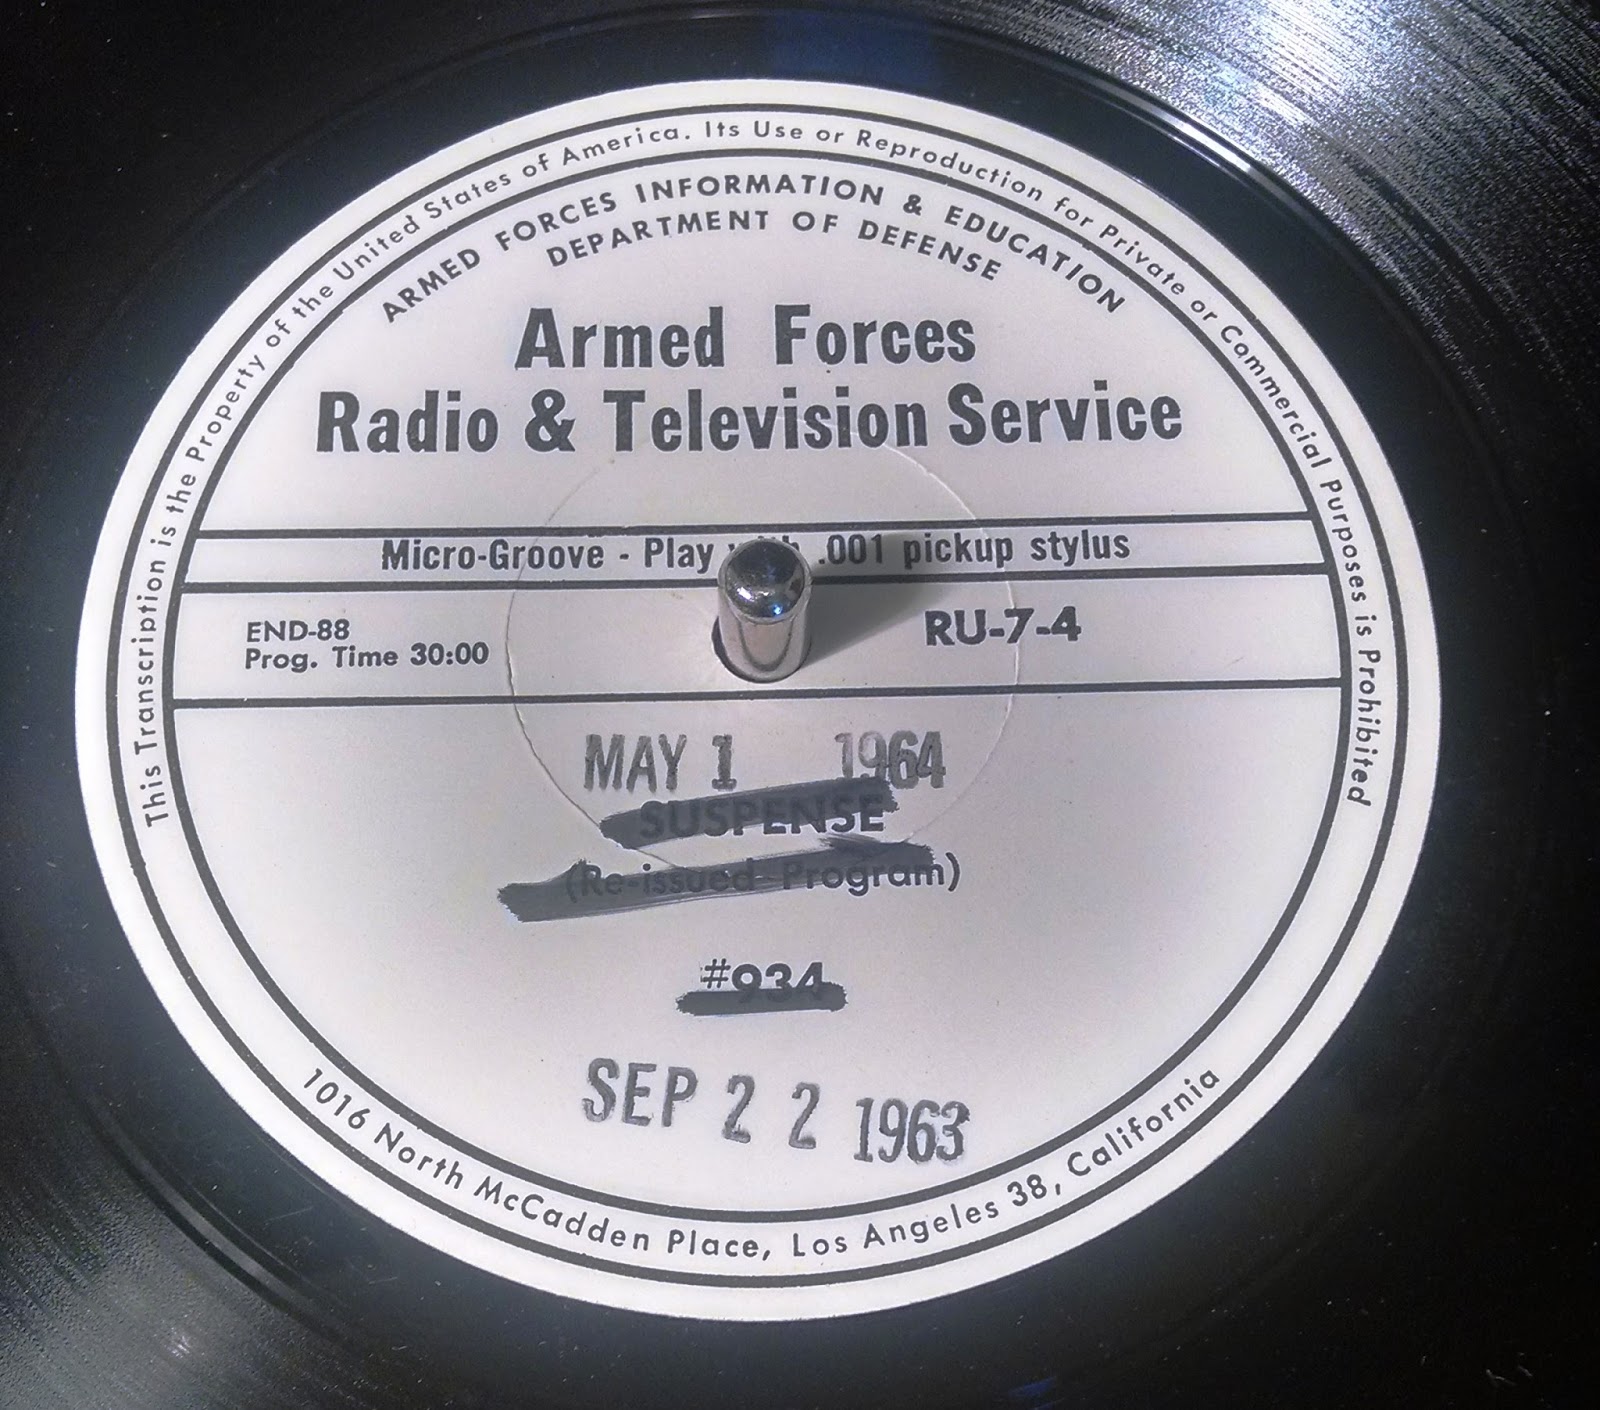 This Transcription is the Property of the United States of America. Its Use or Reproduction for Private or Commercial Purposes is Prohibited
ARMED FORCES INFORMATION & EDUCATION
DEPARTMENT OF DEFENSE
Armed Forces
Radio & Television Service
Micro-Groove - Play with .001 pickup stylus
END-88
RU-7-4
Prog. Time 30:00
MAY 1 1964
SUSPENSE
(Re-issued Program)
#934
SEP 22 1963
1016 North McCadden Place, Los Angeles 38, California